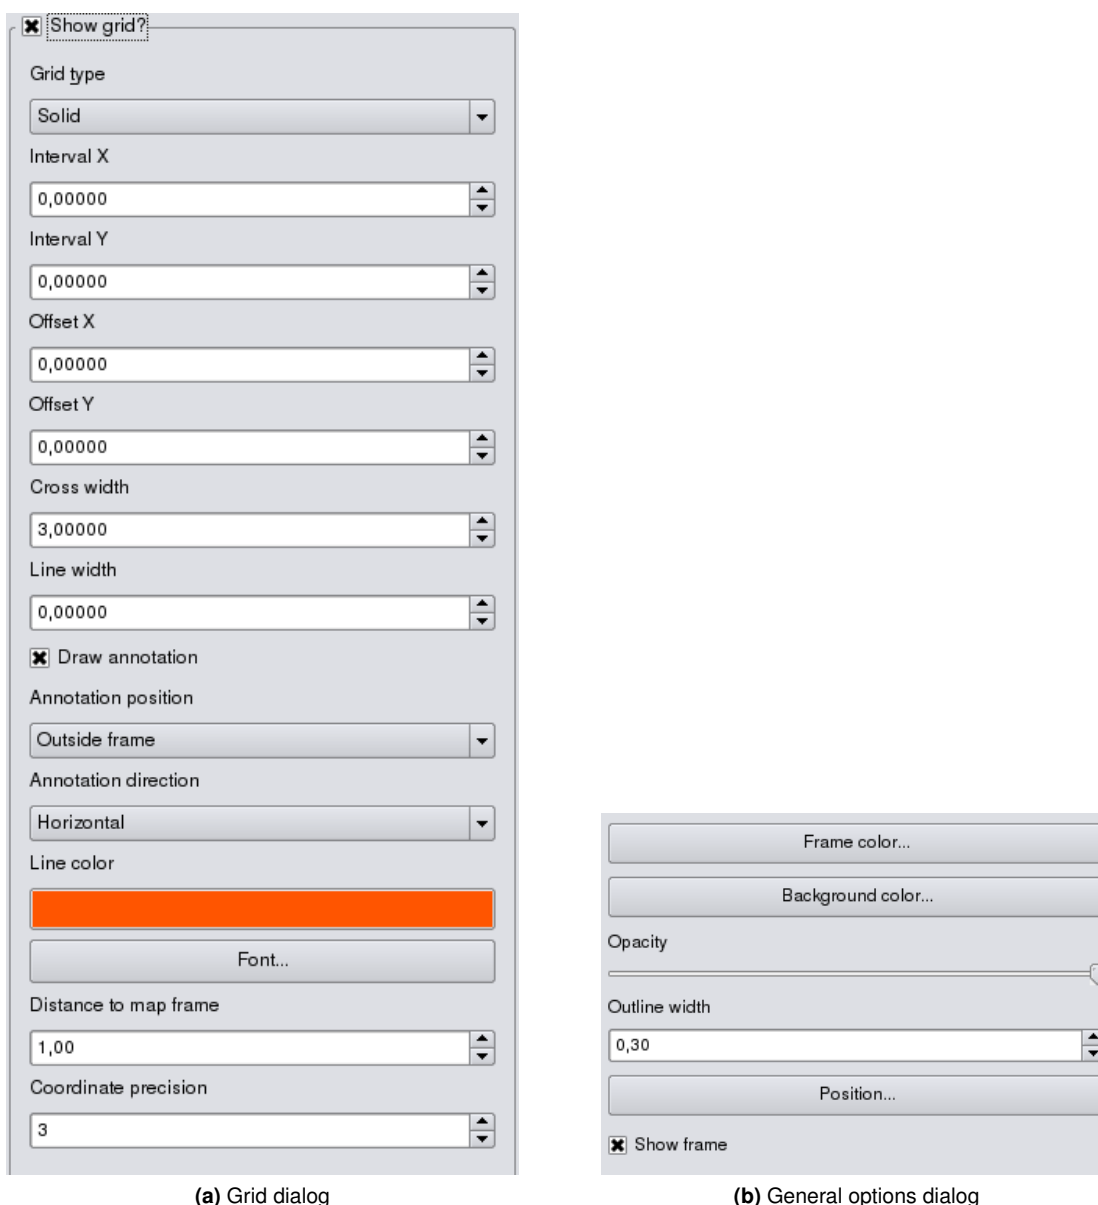 Show grid?
Grid type
Solid
Interval X
0,00000
Interval Y
0,00000
Offset X
0,00000
Offset Y
0,00000
Cross width
3,00000
Line width
0,00000
Draw annotation
Annotation position
Outside frame
Annotation direction
Horizontal
Line color
Font...
Distance to map frame
1,00
Coordinate precision
3
(a) Grid dialog
Frame color...
Background color...
Opacity
Outline width
0,30
Position...
Show frame
(b) General options dialog